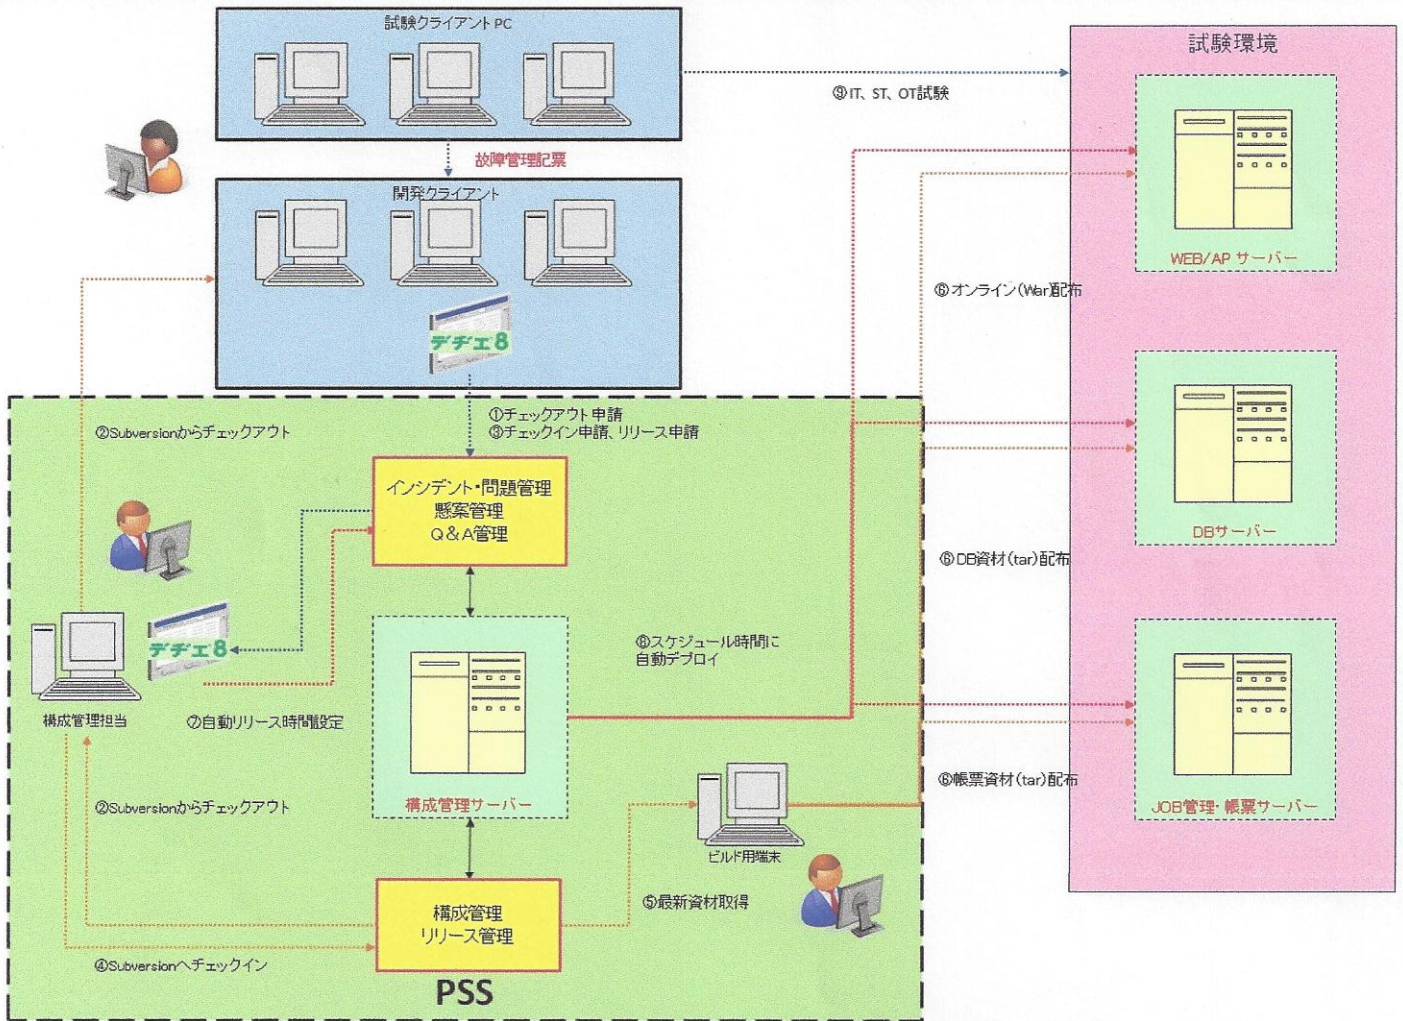 試験クライアント PC
試験環境
⑨IT、ST、OT試験
故障管理記票
開発クライアント
WEB/AP サーバー
⑥オンライン(War)配布
デヂエ8
①チェックアウト申請
③チェックイン申請、リリース申請
②Subversionからチェックアウト
インシデント・問題管理
懸案管理
Q&A管理
DBサーバー
⑥DB資材(tar)配布
デヂエ8
⑧スケジュール時間に
自動デプロイ
構成管理担当
⑦自動リリース時間設定
⑥帳票資材(tar)配布
②Subversionからチェックアウト
構成管理サーバー
JOB管理・帳票サーバー
ビルド用端末
⑤最新資材取得
構成管理
リリース管理
④Subversionへチェックイン
PSS